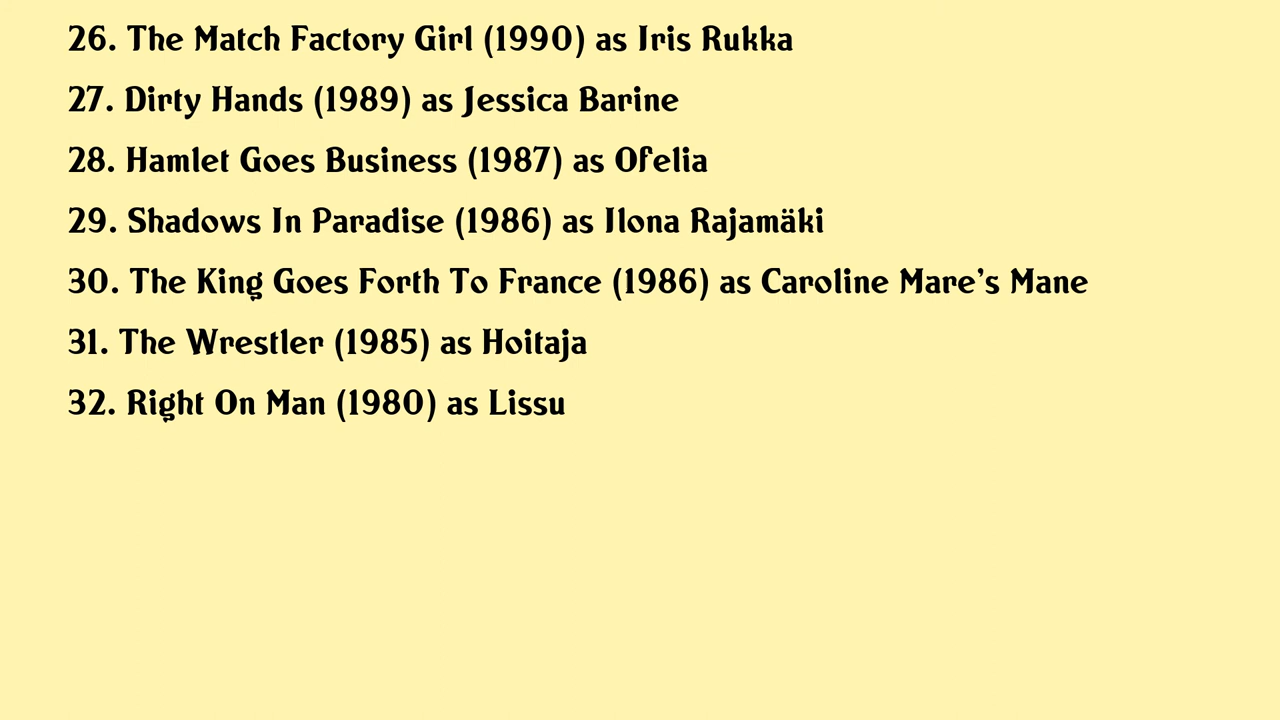 26. The Match Factory Girl (1990) as Iris Rukka
27. Dirty Hands (1989) as Jessica Barine
28. Hamlet Goes Business (1987) as Ofelia
29. Shadows In Paradise (1986) as Ilona Rajamäki
30. The King Goes Forth To France (1986) as Caroline Mare's Mane
31. The Wrestler (1985) as Hoitaja
32. Right On Man (1980) as Lissu